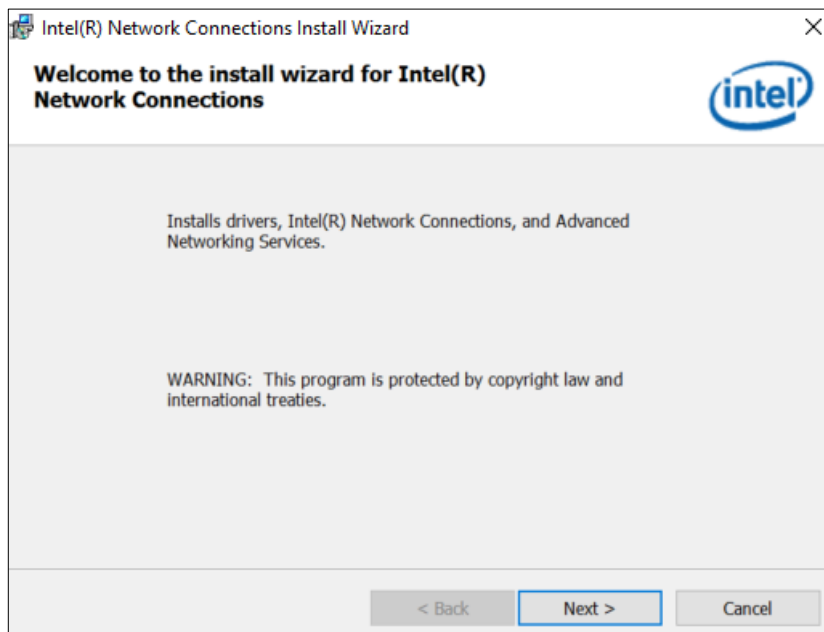 Intel(R) Network Connections Install Wizard
Welcome to the install wizard for Intel(R)
Network Connections
intel
Installs drivers, Intel(R) Network Connections, and Advanced
Networking Services.
WARNING:  This program is protected by copyright law and
international treaties.
< Back
Next >
Cancel